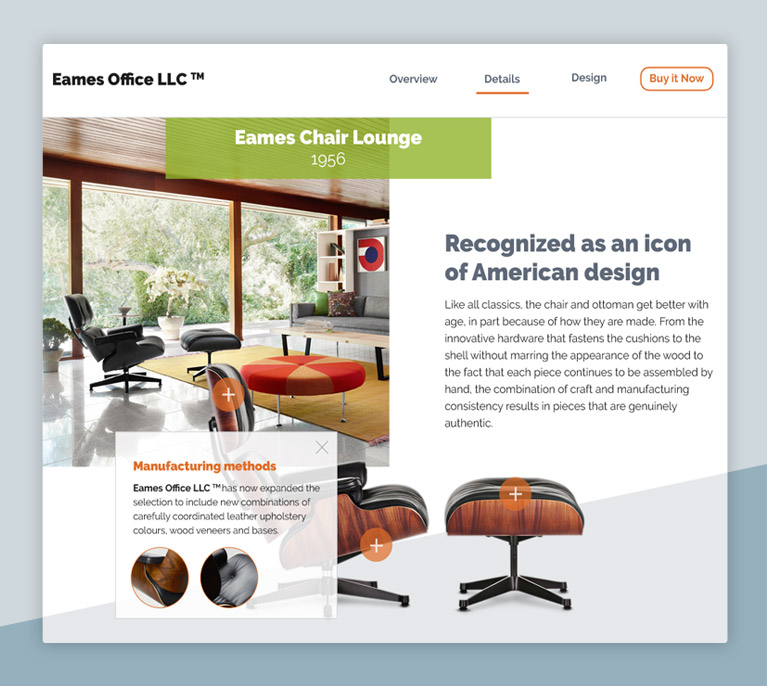 Eames Office LLC ™
Overview
Details
Design
Buy it Now
Eames Chair Lounge
1956
Recognized as an icon
of American design
Like all classics, the chair and ottoman get better with
age, in part because of how they are made. From the
innovative hardware that fastens the cushions to the
shell without marring the appearance of the wood to
the fact that each piece continues to be assembled by
hand, the combination of craft and manufacturing
consistency results in pieces that are genuinely
authentic.
Manufacturing methods
Eames Office LLC ™ has now expanded the
selection to include new combinations of
carefully coordinated leather upholstery
colours, wood veneers and bases.